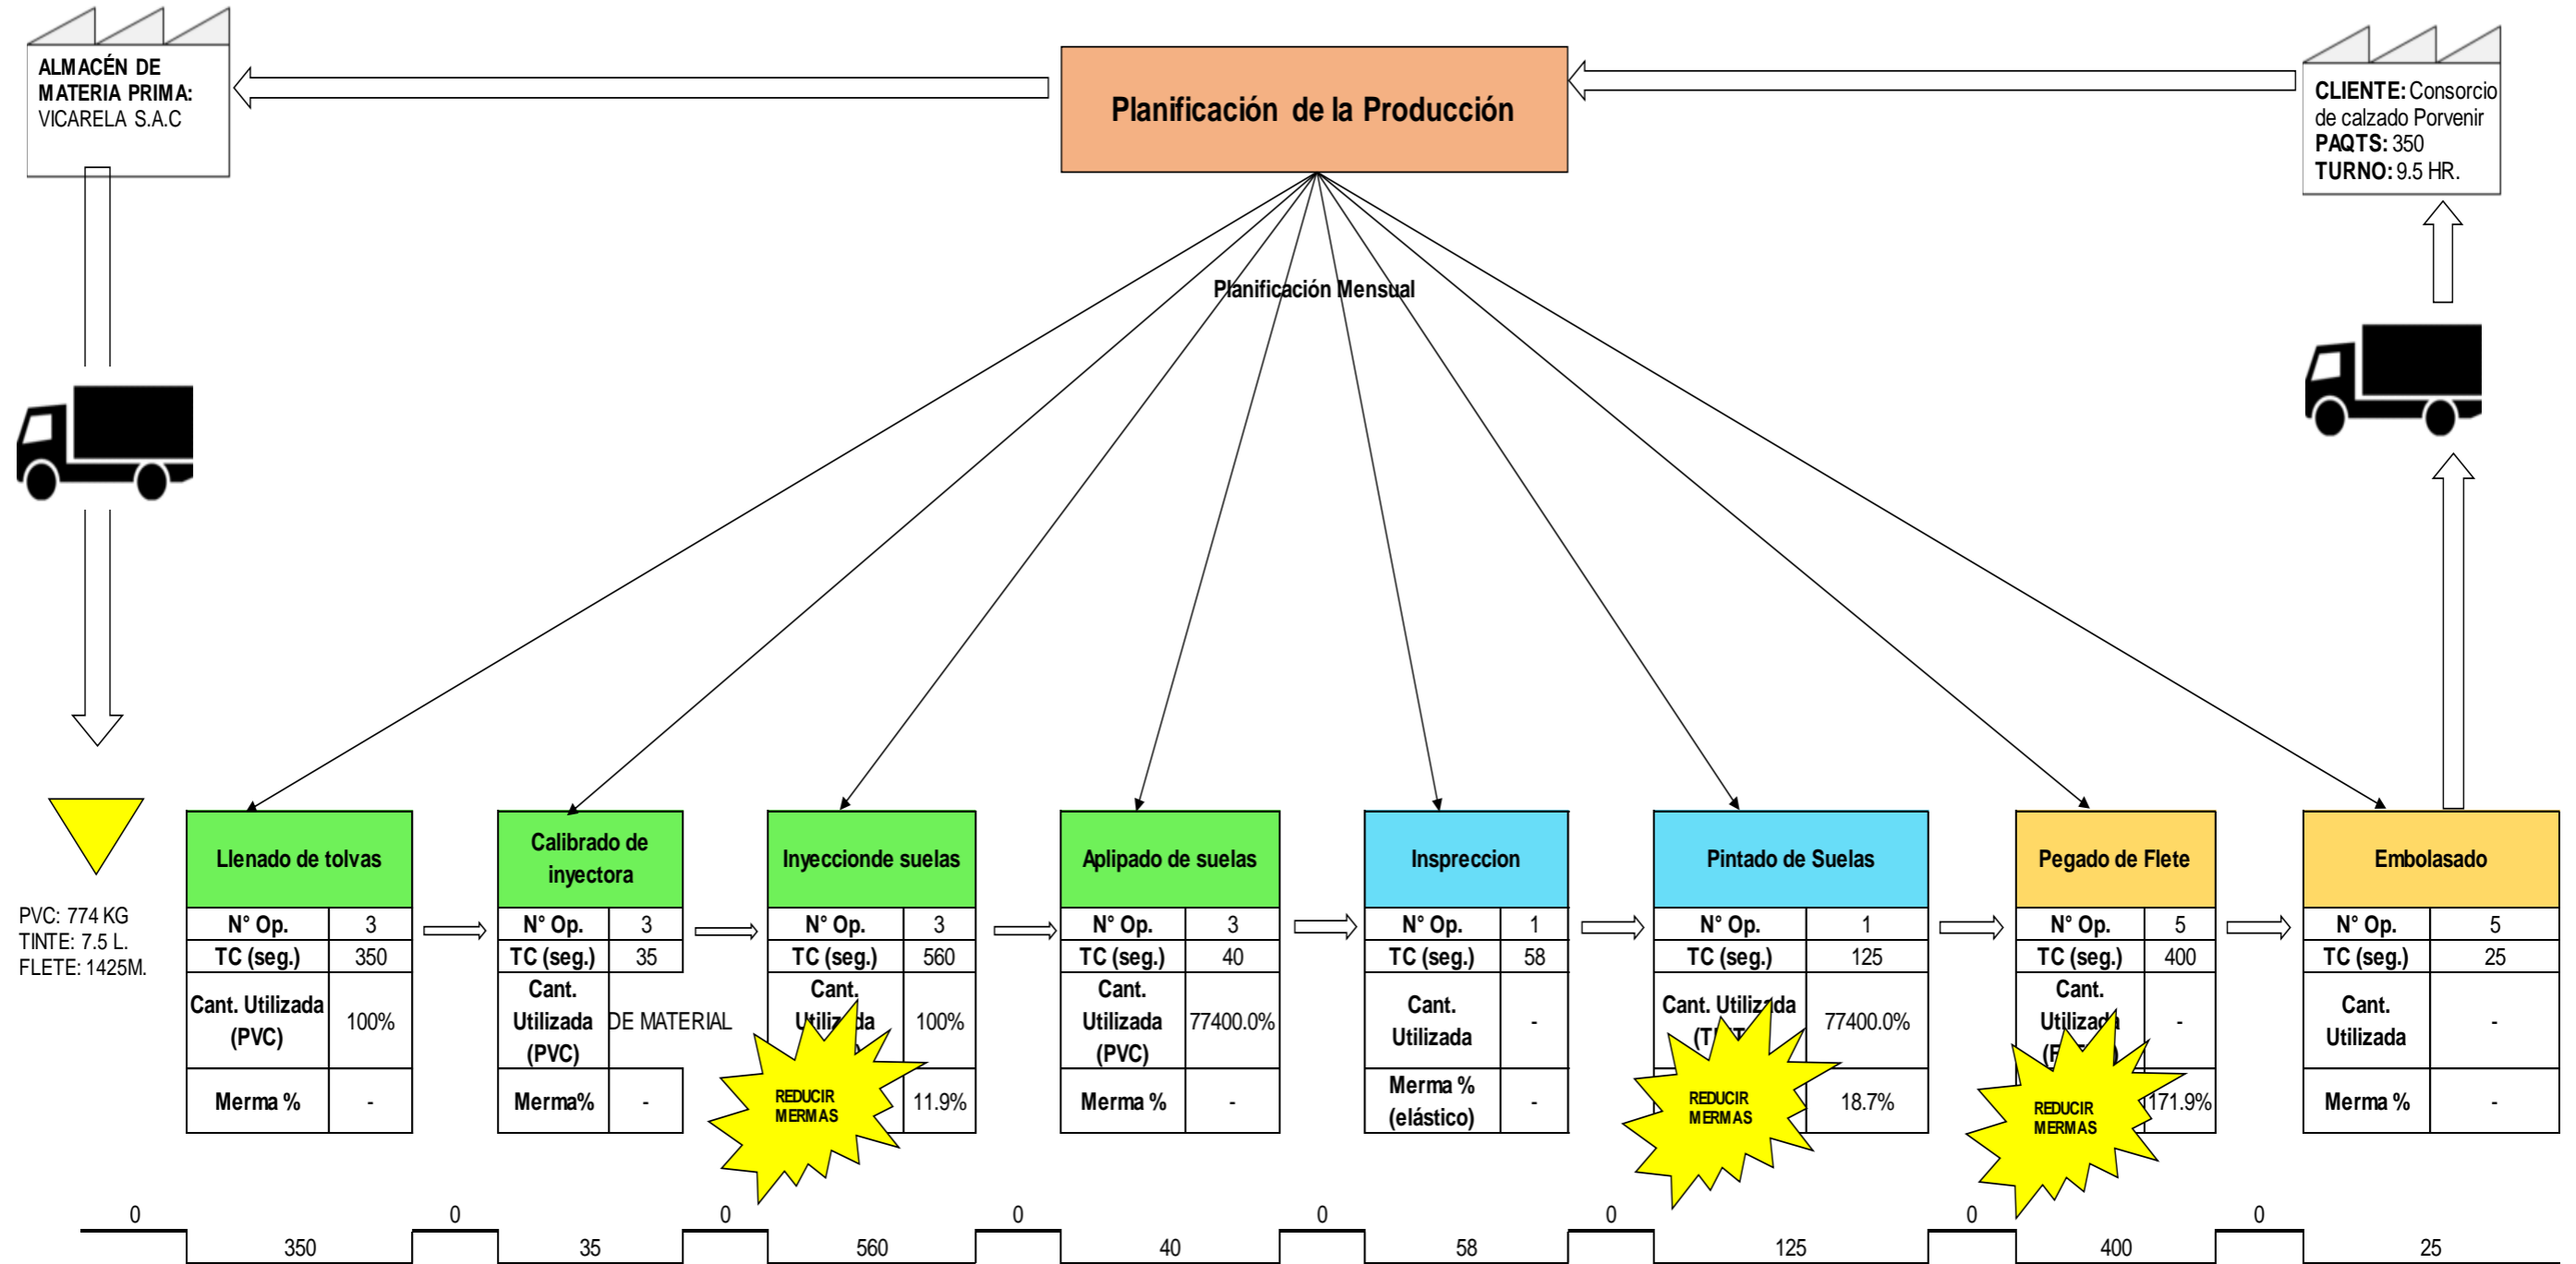 ALMACÉN DE
MATERIA PRIMA:
VICARELA S.A.C
Planificación de la Producción
CLIENTE: Consorcio
de calzado Porvenir
PAQTS: 350
TURNO: 9.5 HR.
Planificación Mensual
PVC: 774 KG
TINTE: 7.5 L.
FLETE: 1425M.
Llenado de tolvas
N° Op. 3
TC (seg.) 350
Cant. Utilizada
(PVC)
100%
Merma % -
Calibrado de
inyectora
N° Op. 3
TC (seg.) 35
Cant.
Utilizada
(PVC)
DE MATERIAL
Merma% -
Inyeccionde suelas
N° Op. 3
TC (seg.) 560
Cant.
Utilizada
100%
11.9%
REDUCIR
MERMAS
Aplipado de suelas
N° Op. 3
TC (seg.) 40
Cant.
Utilizada
(PVC)
77400.0%
Merma % -
Inspreccion
N° Op. 1
TC (seg.) 58
Cant.
Utilizada
-
Merma %
(elástico)
-
Pintado de Suelas
N° Op. 1
TC (seg.) 125
Cant. Utilizada
77400.0%
18.7%
REDUCIR
MERMAS
Pegado de Flete
N° Op. 5
TC (seg.) 400
Cant.
Utilizada
-
171.9%
REDUCIR
MERMAS
Embolasado
N° Op. 5
TC (seg.) 25
Cant.
Utilizada
-
Merma % -
0 0 0 0 0 0 0 0
350 35 560 40 58 125 400 25